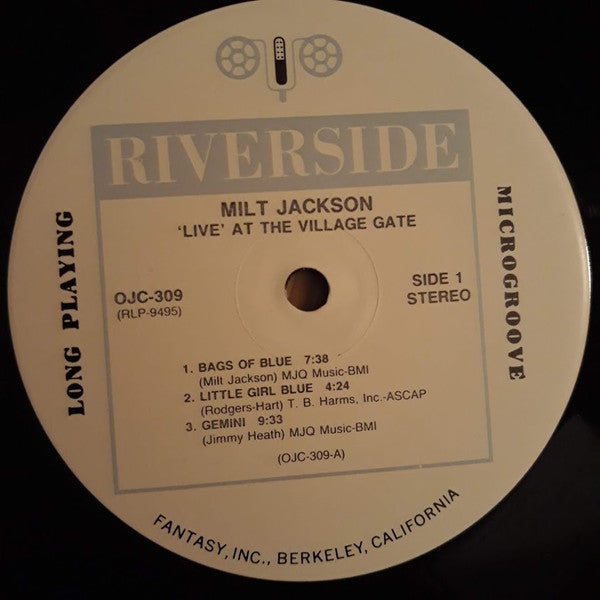 RIVERSIDE
MILT JACKSON
'LIVE' AT THE VILLAGE GATE
LONG PLAYING
MICROGROOVE
OJC-309
(RLP-9495)
SIDE 1
STEREO
1. BAGS OF BLUE 7:38
(Milt Jackson) MJQ Music-BMI
2. LITTLE GIRL BLUE 4:24
(Rodgers-Hart) T. B. Harms, Inc.-ASCAP
3. GEMINI 9:33
(Jimmy Heath) MJQ Music-BMI
(OJC-309-A)
FANTASY, INC., BERKELEY, CALIFORNIA